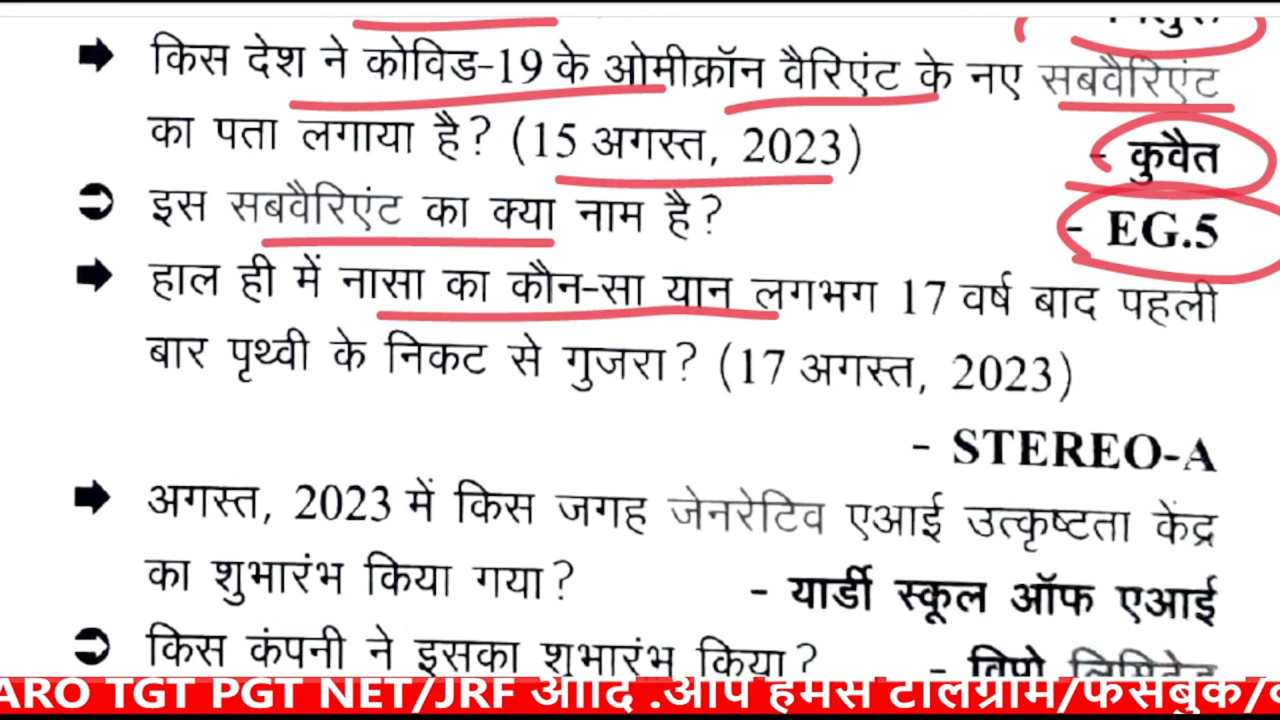 ➡ किस देश ने कोविड-19 के ओमीक्रॉन वैरिएंट के नए सबवैरिएंट
का पता लगाया है? (15 अगस्त, 2023) - कुवैत
➲ इस सबवैरिएंट का क्या नाम है? - EG.5
➡ हाल ही में नासा का कौन-सा यान लगभग 17 वर्ष बाद पहली
बार पृथ्वी के निकट से गुजरा? (17 अगस्त, 2023)
- STEREO-A
➡ अगस्त, 2023 में किस जगह जेनरेटिव एआई उत्कृष्टता केंद्र
का शुभारंभ किया गया? - यार्डी स्कूल ऑफ एआई
➲ किस कंपनी ने इसका शुभारंभ किया? - विप्रो लिमिटेड
ARO TGT PGT NET/JRF आदि .आप हमसे टेलिग्राम/फेसबुक/